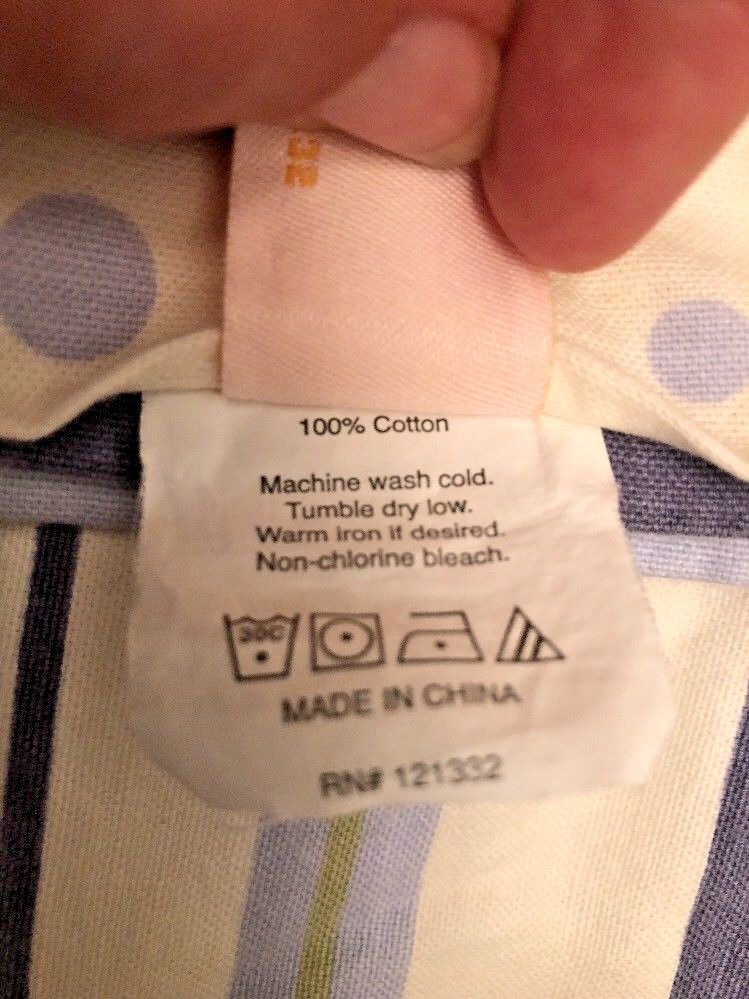 32
100% Cotton
Machine wash cold.
Tumble dry low.
Warm iron if desired.
Non-chlorine bleach.
30C
MADE IN CHINA
RN# 121332